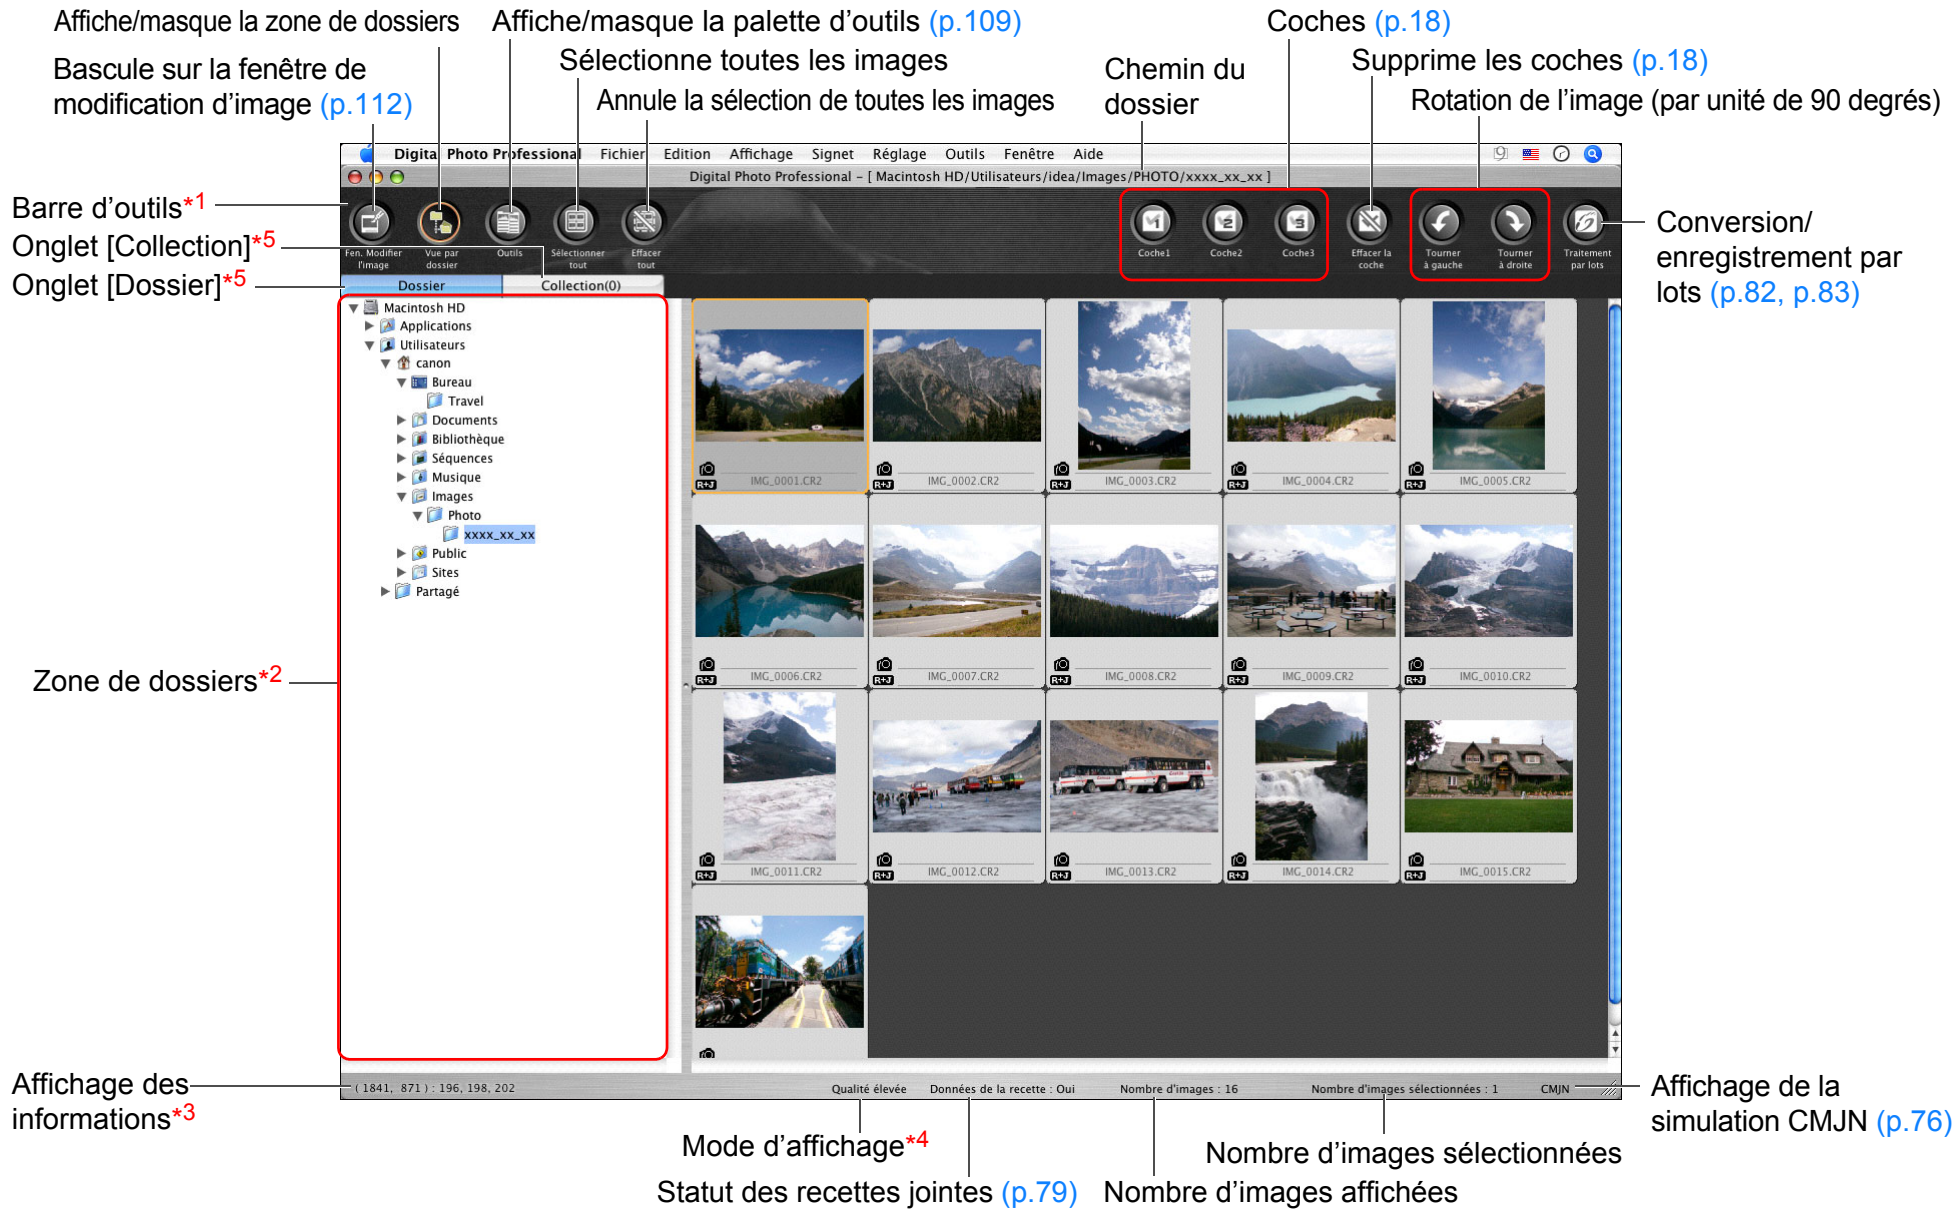 Affiche/masque la zone de dossiers
Affiche/masque la palette d’outils (p.109)
Coches (p.18)
Bascule sur la fenêtre de
modification d’image (p.112)
Sélectionne toutes les images
Annule la sélection de toutes les images
Chemin du
dossier
Supprime les coches (p.18)
Rotation de l’image (par unité de 90 degrés)
Digital Photo Professional Fichier Edition Affichage Signet Réglage Outils Fenêtre Aide
Digital Photo Professional – [ Macintosh HD/Utilisateurs/idea/Images/PHOTO/xxxx_xx_xx ]
Barre d’outils*1
Onglet [Collection]*5
Onglet [Dossier]*5
Fen. Modifier
l'image
Vue par
dossier
Outils
Sélectionner
tout
Effacer
tout
Coche1
Coche2
Coche3
Effacer la
coche
Tourner
à gauche
Tourner
à droite
Traitement
par lots
Conversion/
enregistrement par
lots (p.82, p.83)
Dossier
Collection(0)
Macintosh HD
Applications
Utilisateurs
canon
Bureau
Travel
Documents
Bibliothèque
Séquences
Musique
Images
Photo
xxxx_xx_xx
Public
Sites
Partagé
Zone de dossiers*2
R+J IMG_0001.CR2
R+J IMG_0002.CR2
R+J IMG_0003.CR2
R+J IMG_0004.CR2
R+J IMG_0005.CR2
R+J IMG_0006.CR2
R+J IMG_0007.CR2
R+J IMG_0008.CR2
R+J IMG_0009.CR2
R+J IMG_0010.CR2
R+J IMG_0011.CR2
R+J IMG_0012.CR2
R+J IMG_0013.CR2
R+J IMG_0014.CR2
R+J IMG_0015.CR2
( 1841, 871 ) : 196, 198, 202
Qualité élevée
Données de la recette : Oui
Nombre d'images : 16
Nombre d'images sélectionnées : 1
CMJN
Affichage des
informations*3
Affichage de la
simulation CMJN (p.76)
Mode d’affichage*4
Nombre d’images sélectionnées
Statut des recettes jointes (p.79)
Nombre d’images affichées